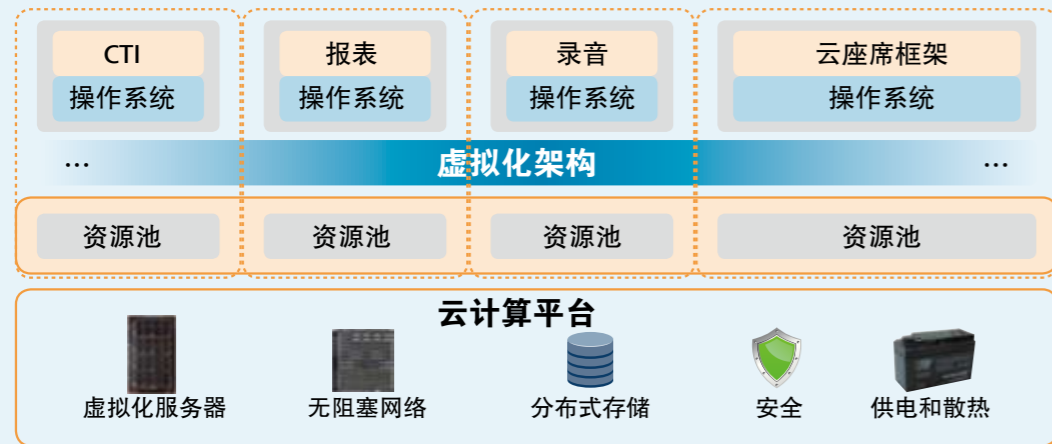 CTI 报表 录音 云座席框架
操作系统 操作系统 操作系统 操作系统
… 虚拟化架构 …
资源池 资源池 资源池 资源池
云计算平台
虚拟化服务器 无阻塞网络 分布式存储 安全 供电和散热